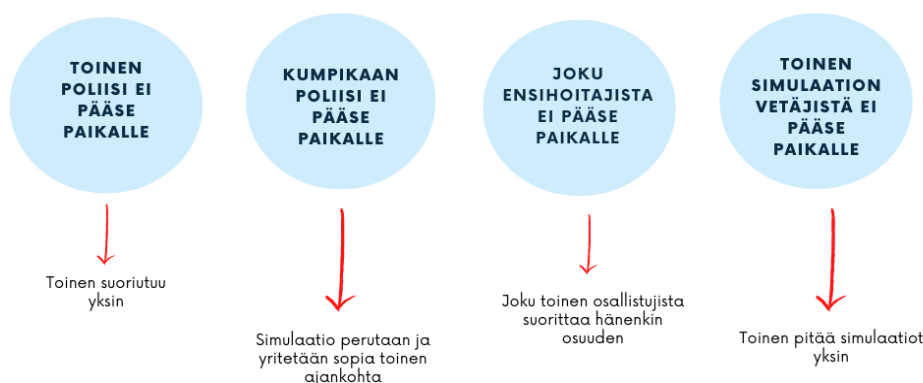 TOINEN
POLIISI EI
PÄÄSE
PAIKALLE
Toinen suoriutuu
yksin
KUMPIKAAN
POLIISI EI
PÄÄSE
PAIKALLE
Simulaatio perutaan ja
yritetään sopia toinen
ajankohta
JOKU
ENSIHOITAJISTA
EI PÄÄSE
PAIKALLE
Joku toinen osallistujista
suorittaa hänenkin
osuuden
TOINEN
SIMULAATION
VETÄJISTÄ EI
PÄÄSE
PAIKALLE
Toinen pitää simulaatiot
yksin